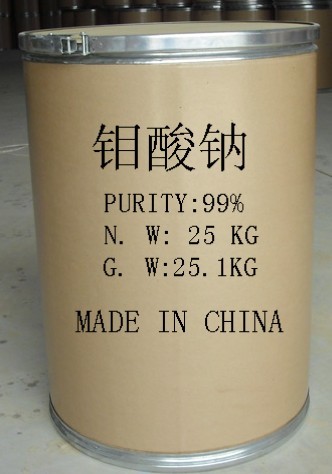 钼酸钠
PURITY:99%
N. W: 25 KG
G. W:25.1KG
MADE IN CHINA